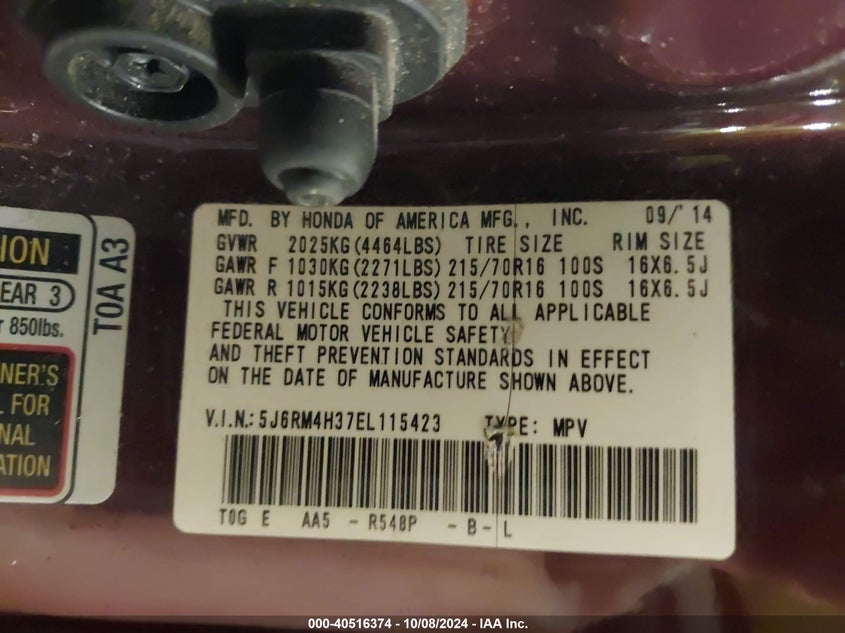 ION
EAR 3
850lbs.
NER'S
FOR
NAL
ATION
TOA A3
MFD. BY HONDA OF AMERICA MFG., INC. 09/'14
GVWR 2025KG(4464LBS) TIRE SIZE RIM SIZE
GAWR F 1030KG(2271LBS) 215/70R16 100S 16X6.5J
GAWR R 1015KG(2238LBS) 215/70R16 100S 16X6.5J
THIS VEHICLE CONFORMS TO ALL APPLICABLE
FEDERAL MOTOR VEHICLE SAFETY
AND THEFT PREVENTION STANDARDS IN EFFECT
ON THE DATE OF MANUFACTURE SHOWN ABOVE.
V.I.N.: 5J6RM4H37EL115423 TYPE: MPV
T0G E AA5 - R548P - B - L
000-40516374 - 10/08/2024 - IAA Inc.